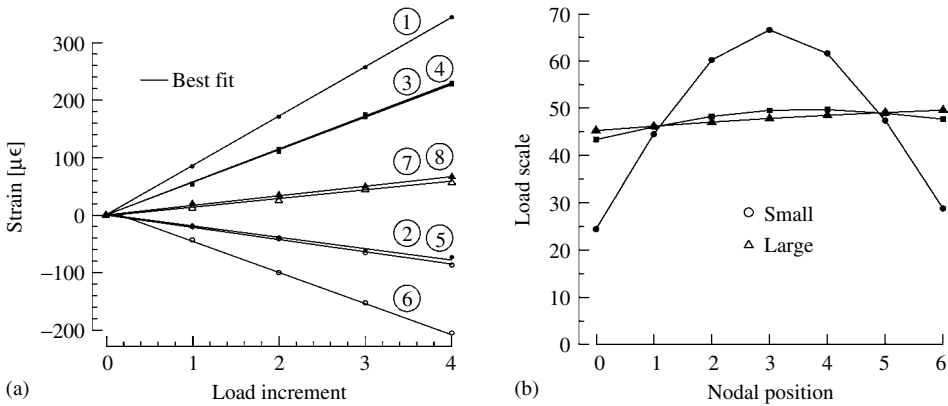 300
200
100
0
−100
−200
Strain [μϵ]
Best fit
1
3 4
7 8
2 5
6
0 1 2 3 4
Load increment
(a)
70
60
50
40
30
20
10
0
Load scale
Small
Large
0 1 2 3 4 5 6
Nodal position
(b)